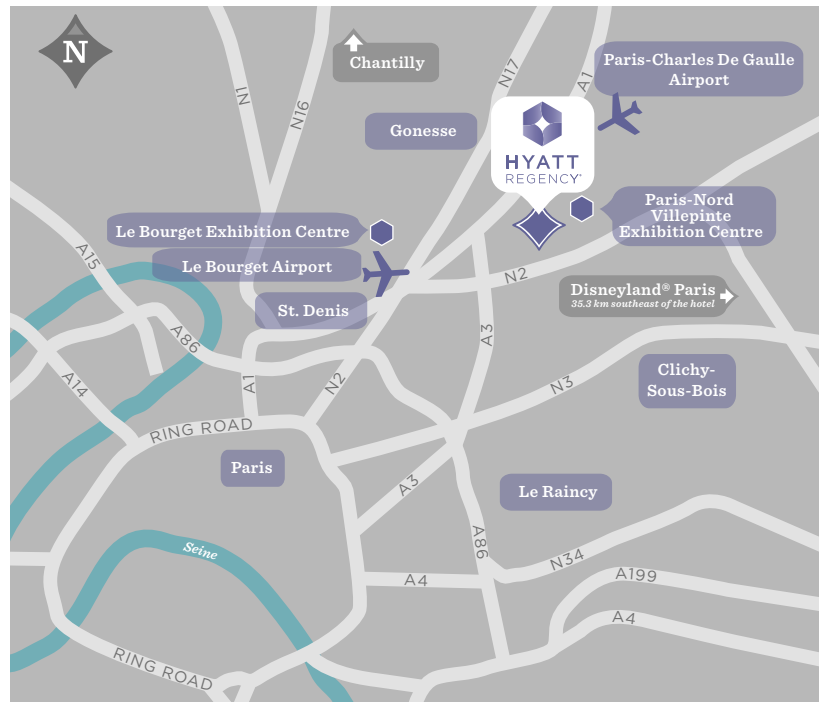 N
Chantilly
N17
A1
Paris-Charles De Gaulle
Airport
N1
N16
Gonesse
HYATT
REGENCY®
Paris-Nord
Villepinte
Exhibition Centre
Le Bourget Exhibition Centre
A15
Le Bourget Airport
N2
Disneyland® Paris
35.3 km southeast of the hotel
St. Denis
A86
A3
A14
A1
N2
N3
Clichy-
Sous-Bois
RING ROAD
Paris
A3
Le Raincy
Seine
A86
N34
A4
A199
A4
RING ROAD